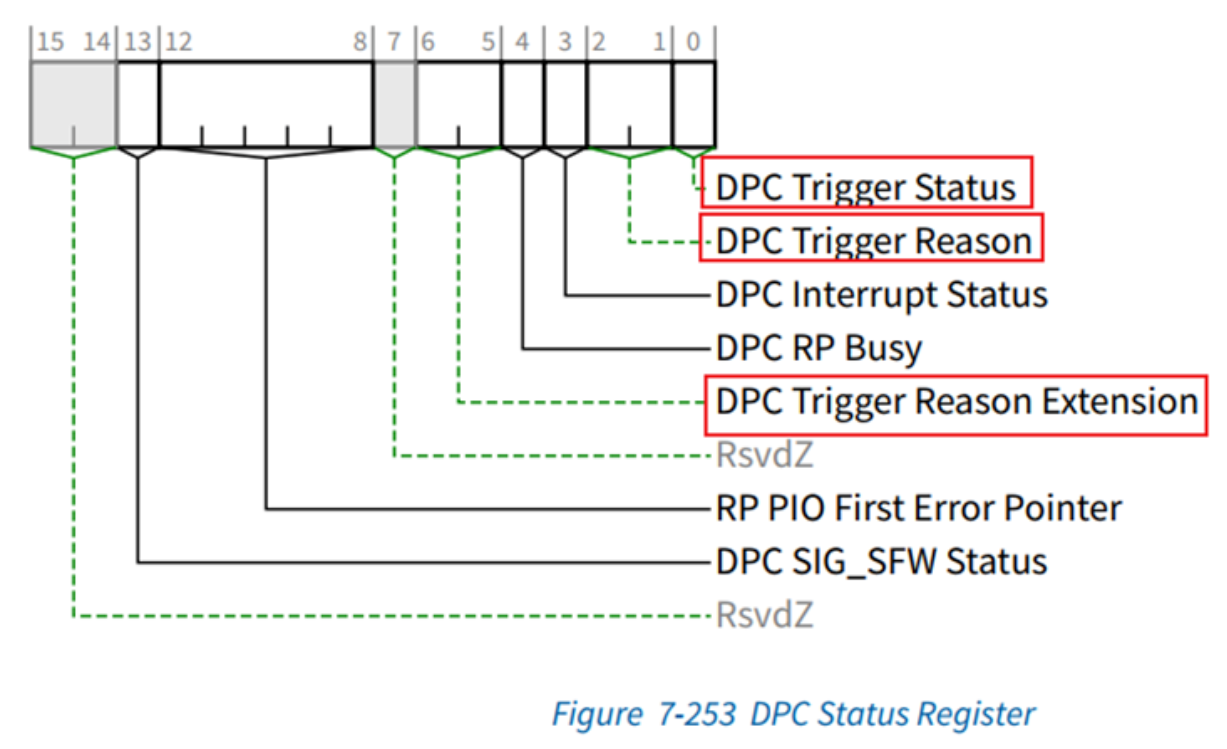 15 14 13 12 8 7 6 5 4 3 2 1 0
DPC Trigger Status
DPC Trigger Reason
DPC Interrupt Status
DPC RP Busy
DPC Trigger Reason Extension
RsvdZ
RP PIO First Error Pointer
DPC SIG_SFW Status
RsvdZ
Figure 7-253 DPC Status Register